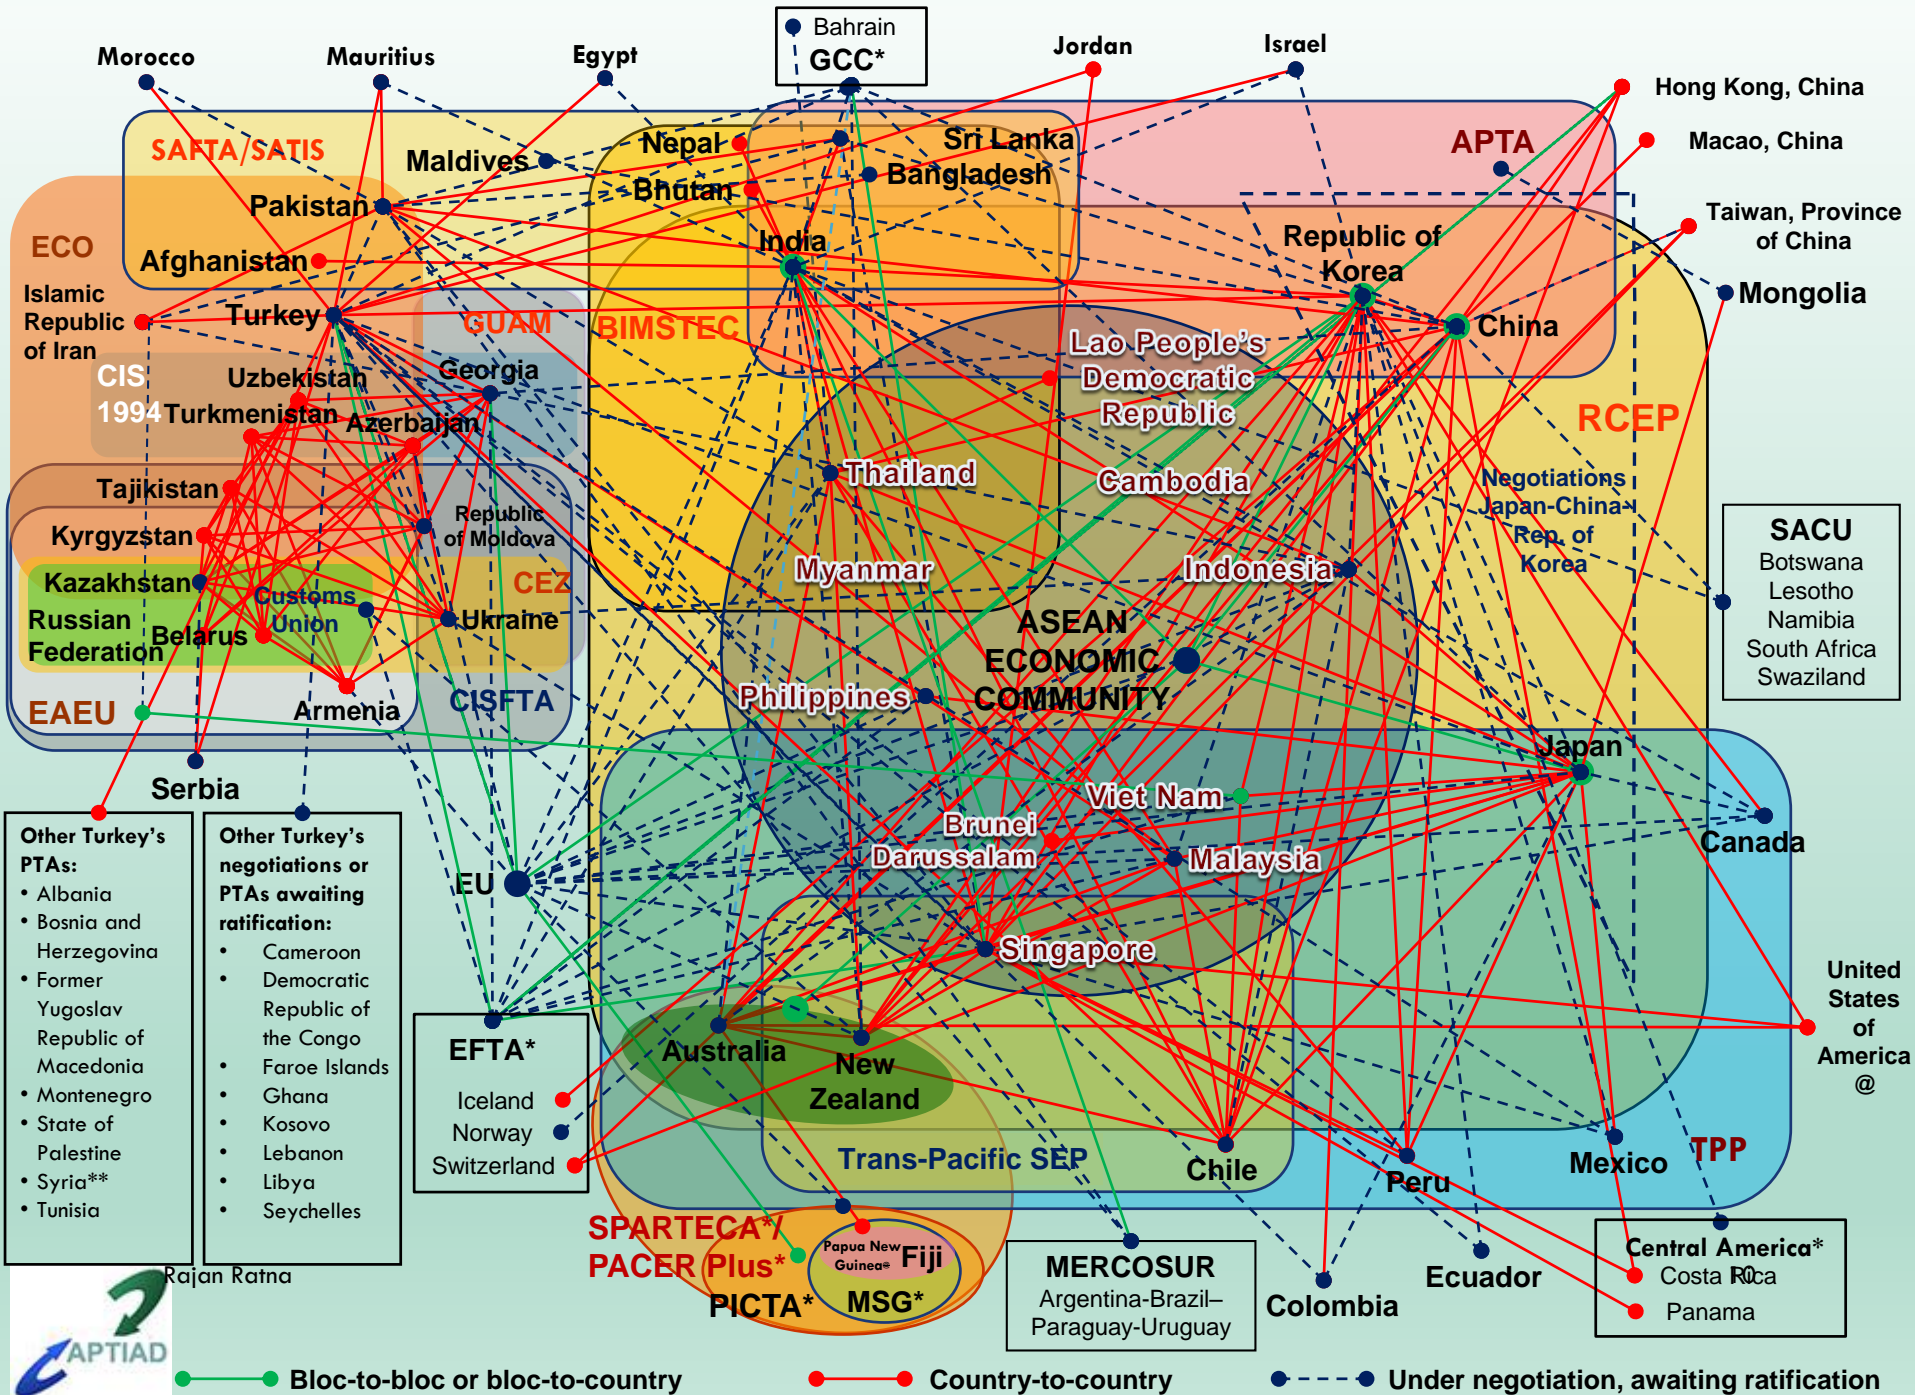 Bahrain
GCC*
Morocco
Mauritius
Egypt
Jordan
Israel
Hong Kong, China
Macao, China
Taiwan, Province
of China
SAFTA/SATIS
Maldives
Nepal
Sri Lanka
Bangladesh
Bhutan
APTA
Pakistan
ECO
Afghanistan
India
Republic of
Korea
Islamic
Republic
of Iran
Turkey
GUAM
BIMSTEC
China
Mongolia
Lao People's
Democratic
Republic
CIS
1994
Uzbekistan
Georgia
Turkmenistan
Azerbaijan
RCEP
Thailand
Cambodia
Negotiations
Japan-China-
Rep. of
Korea
Tajikistan
Republic
of Moldova
Kyrgyzstan
SACU
Botswana
Lesotho
Namibia
South Africa
Swaziland
Myanmar
Indonesia
Kazakhstan
Customs
Union
CEZ
Russian
Federation
Belarus
Ukraine
ASEAN
ECONOMIC
COMMUNITY
Philippines
EAEU
Armenia
CISFTA
Serbia
Japan
Viet Nam
Brunei
Darussalam
Malaysia
Canada
Other Turkey's
PTAs:
• Albania
• Bosnia and
Herzegovina
• Former
Yugoslav
Republic of
Macedonia
• Montenegro
• State of
Palestine
• Syria**
• Tunisia
Other Turkey's
negotiations or
PTAs awaiting
ratification:
• Cameroon
• Democratic
Republic of
the Congo
• Faroe Islands
• Ghana
• Kosovo
• Lebanon
• Libya
• Seychelles
EU
Singapore
United
States
of
America
@
EFTA*
Iceland
Norway
Switzerland
Australia
New
Zealand
Trans-Pacific SEP
Chile
Peru
Mexico
TPP
SPARTECA*/
PACER Plus*
Papua New
Guinea@
Fiji
PICTA*
MSG*
MERCOSUR
Argentina-Brazil–
Paraguay-Uruguay
Colombia
Ecuador
Central America*
Costa Rica
10
Panama
Rajan Ratna
APTIAD
Bloc-to-bloc or bloc-to-country
Country-to-country
Under negotiation, awaiting ratification